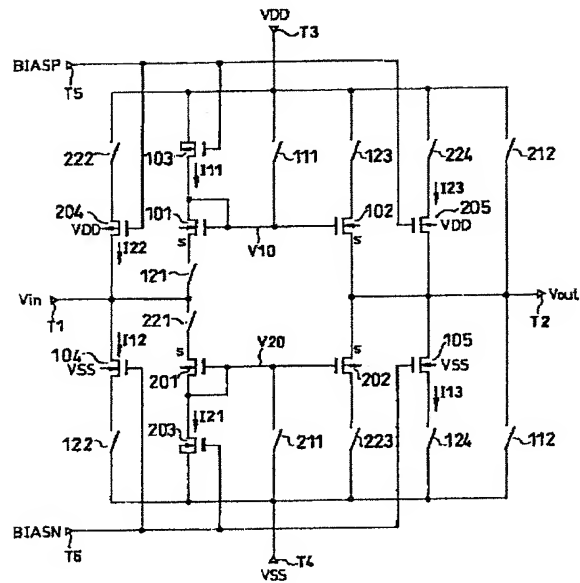 VDD
T3
BIASP
T5
222
103
111
123
224
212
I11
I23
204
101
102
205
VDD
VDD
I22
S
V10
S
121
Vin
Vout
T1
T2
221
I12
104
S
V20
S
105
VSS
201
202
VSS
I21
I13
203
122
211
223
124
112
BIASN
T6
T4
VSS